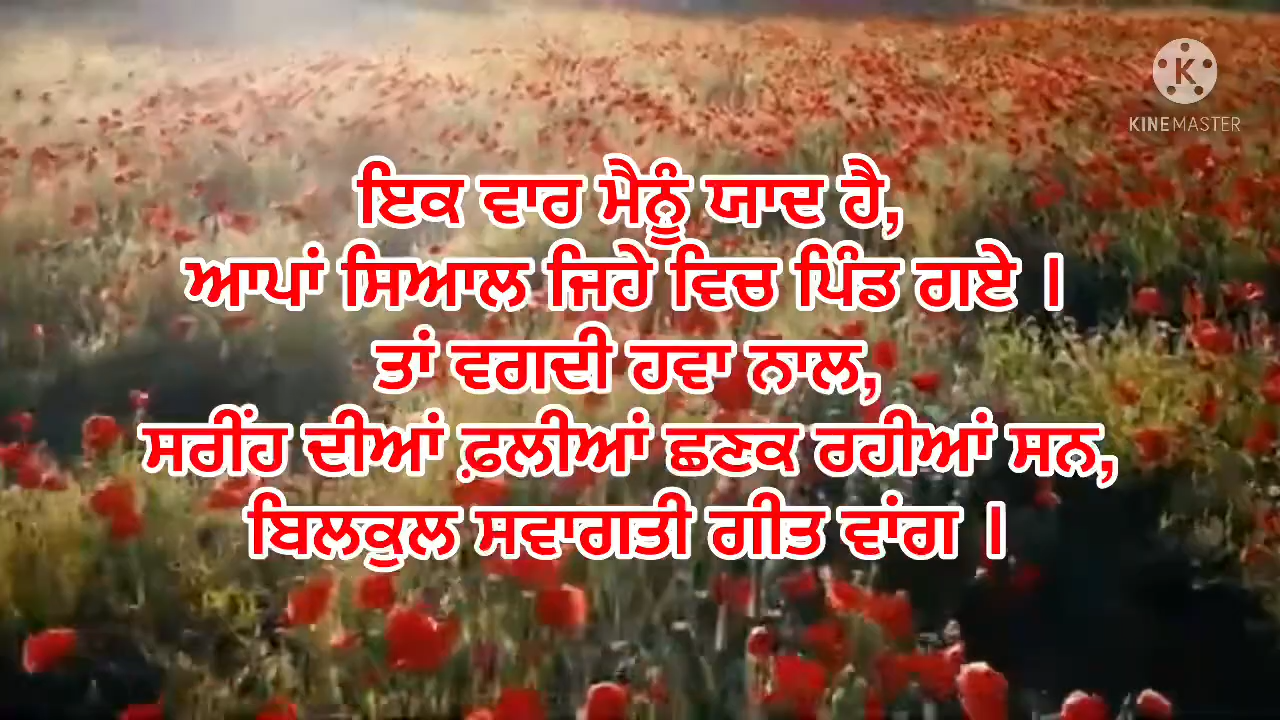 K
KINEMASTER
ਇਕ ਵਾਰ ਮੈਨੂੰ ਯਾਦ ਹੈ,
ਆਪਾਂ ਸਿਆਲ ਜਿਹੇ ਵਿਚ ਪਿੰਡ ਗਏ ।
ਤਾਂ ਵਗਦੀ ਹਵਾ ਨਾਲ,
ਸਰੀਂਹ ਦੀਆਂ ਫ਼ਲੀਆਂ ਛਣਕ ਰਹੀਆਂ ਸਨ,
ਬਿਲਕੁਲ ਸਵਾਗਤੀ ਗੀਤ ਵਾਂਗ ।